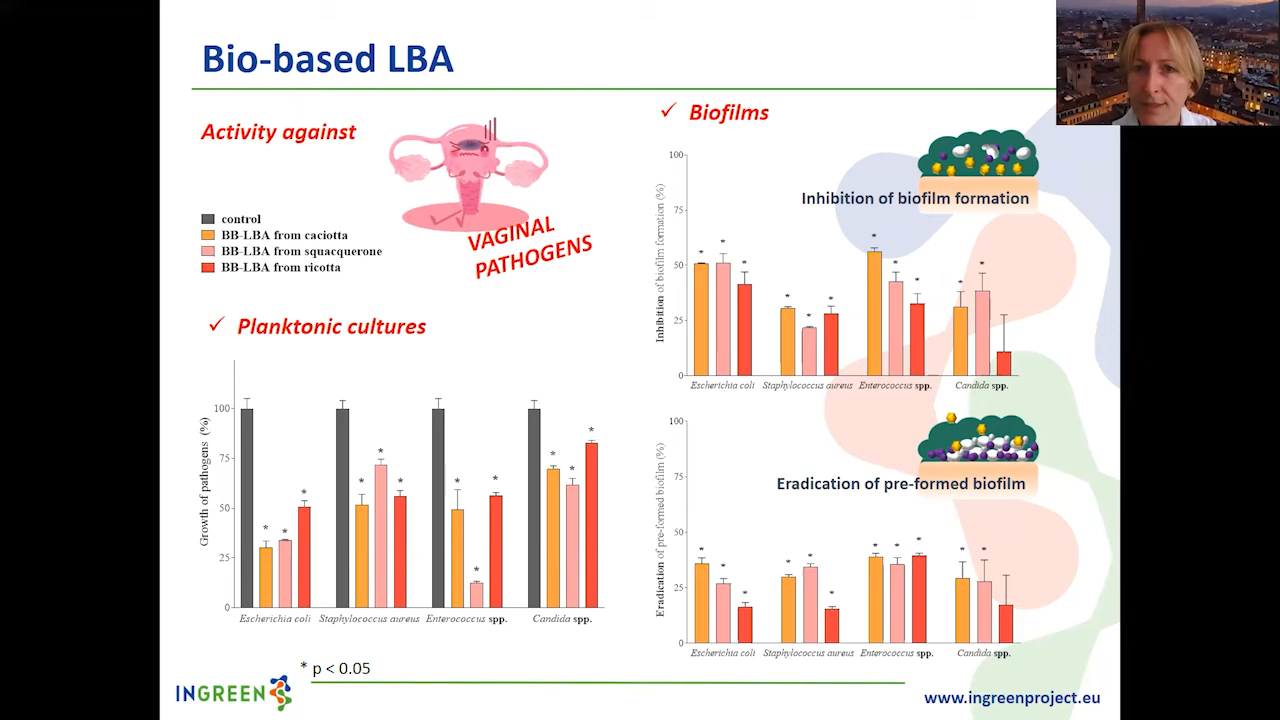 Bio-based LBA
Activity against
VAGINAL
PATHOGENS
control
BB-LBA from caciotta
BB-LBA from squacquerone
BB-LBA from ricotta
✓ Planktonic cultures
Growth of pathogens (%)
100
75
50
25
0
* * * * * * * * * * * *
Escherichia coli Staphylococcus aureus Enterococcus spp. Candida spp.
* p < 0.05
✓ Biofilms
Inhibition of biofilm formation
Inhibition of biofilm formation (%)
100
75
50
25
0
* * * * * * * * * * *
Escherichia coli Staphylococcus aureus Enterococcus spp. Candida spp.
Eradication of pre-formed biofilm
Eradication of pre-formed biofilm (%)
100
75
50
25
0
* * * * * * * * * * *
Escherichia coli Staphylococcus aureus Enterococcus spp. Candida spp.
INGREEN
www.ingreenproject.eu